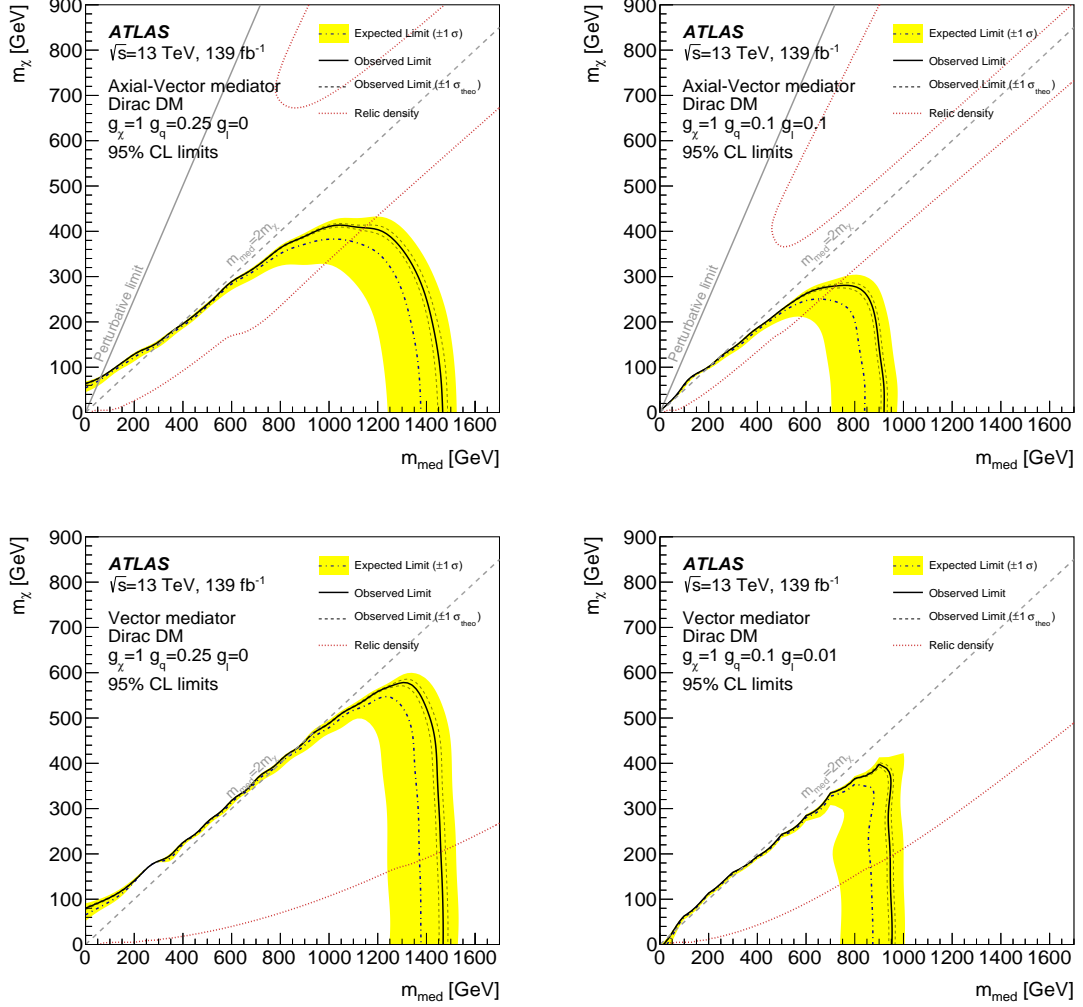 ATLAS
√s=13 TeV, 139 fb⁻¹
Axial-Vector mediator
Dirac DM
g_χ=1 g_q=0.25 g_l=0
95% CL limits
Expected Limit (±1 σ)
Observed Limit
Observed Limit (±1 σ_theo)
Relic density
Perturbative limit
m_med=2m_χ
m_χ [GeV]
900
800
700
600
500
400
300
200
100
0
0 200 400 600 800 1000 1200 1400 1600
m_med [GeV]
ATLAS
√s=13 TeV, 139 fb⁻¹
Axial-Vector mediator
Dirac DM
g_χ=1 g_q=0.1 g_l=0.1
95% CL limits
Expected Limit (±1 σ)
Observed Limit
Observed Limit (±1 σ_theo)
Relic density
Perturbative limit
m_med=2m_χ
m_χ [GeV]
900
800
700
600
500
400
300
200
100
0
0 200 400 600 800 1000 1200 1400 1600
m_med [GeV]
ATLAS
√s=13 TeV, 139 fb⁻¹
Vector mediator
Dirac DM
g_χ=1 g_q=0.25 g_l=0
95% CL limits
Expected Limit (±1 σ)
Observed Limit
Observed Limit (±1 σ_theo)
Relic density
m_med=2m_χ
m_χ [GeV]
900
800
700
600
500
400
300
200
100
0
0 200 400 600 800 1000 1200 1400 1600
m_med [GeV]
ATLAS
√s=13 TeV, 139 fb⁻¹
Vector mediator
Dirac DM
g_χ=1 g_q=0.1 g_l=0.01
95% CL limits
Expected Limit (±1 σ)
Observed Limit
Observed Limit (±1 σ_theo)
Relic density
m_med=2m_χ
m_χ [GeV]
900
800
700
600
500
400
300
200
100
0
0 200 400 600 800 1000 1200 1400 1600
m_med [GeV]